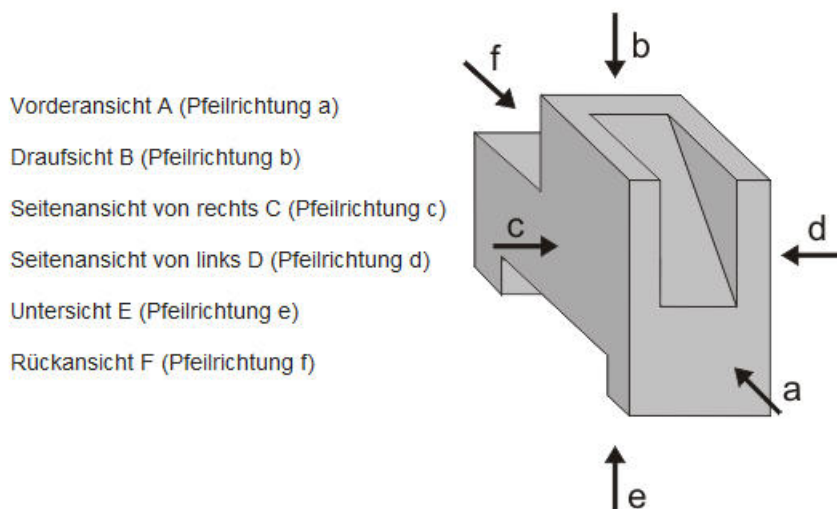 Vorderansicht A (Pfeilrichtung a)
Draufsicht B (Pfeilrichtung b)
Seitenansicht von rechts C (Pfeilrichtung c)
Seitenansicht von links D (Pfeilrichtung d)
Untersicht E (Pfeilrichtung e)
Rückansicht F (Pfeilrichtung f)
f
b
c
d
a
e